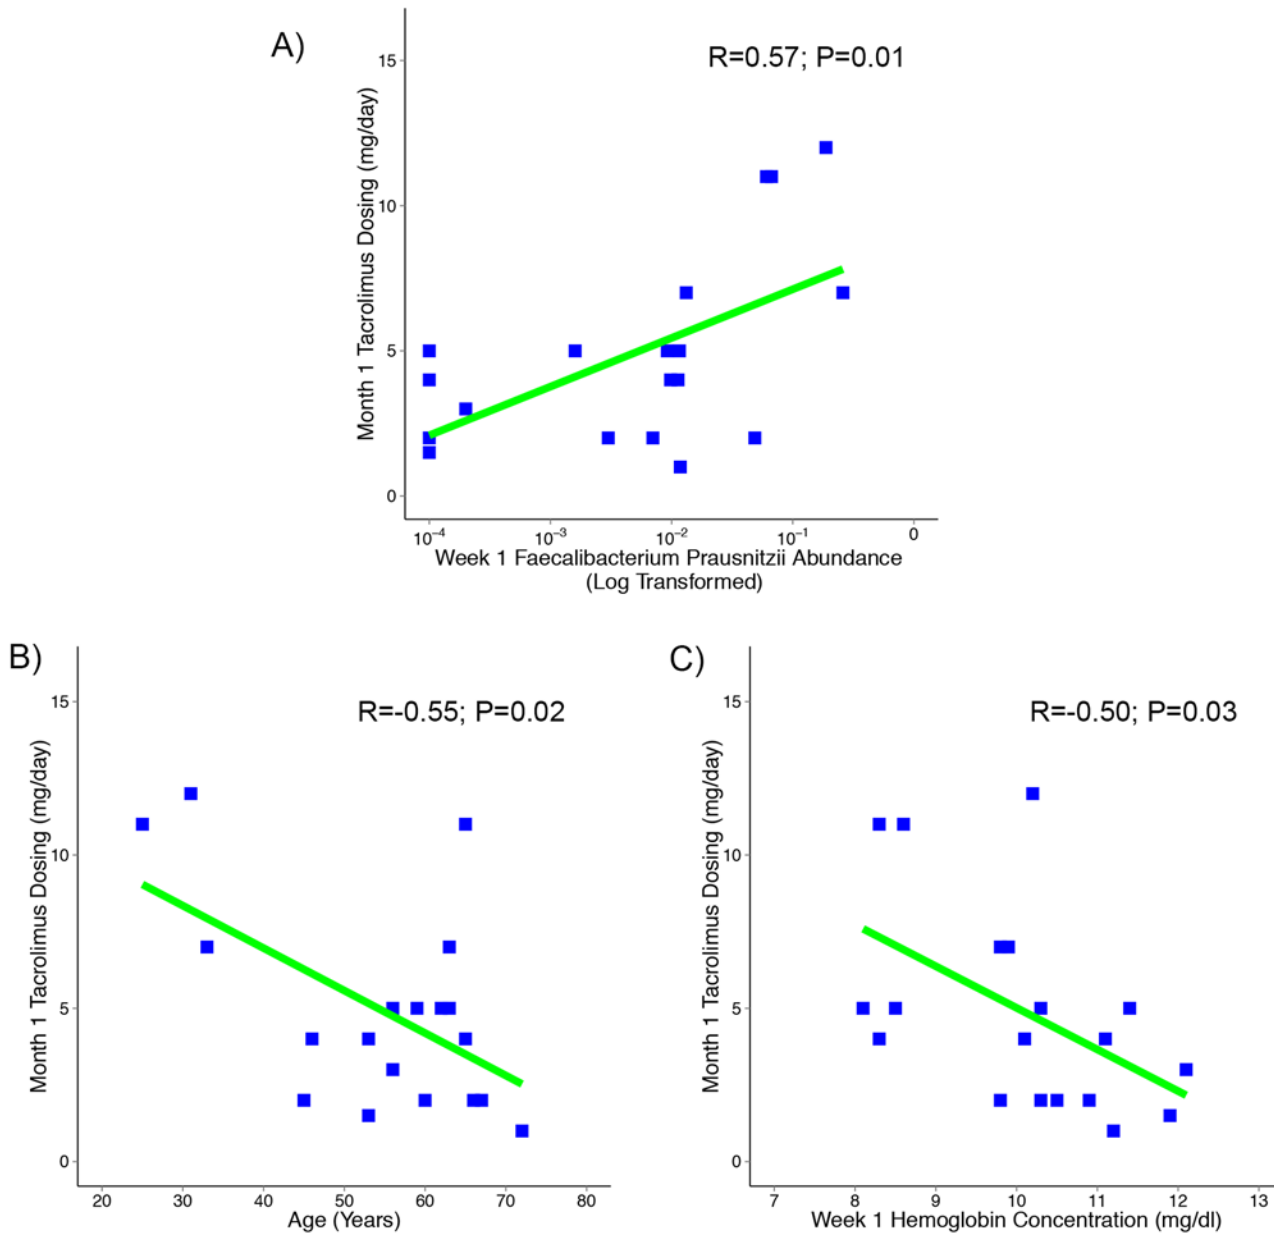 A)
R=0.57; P=0.01
Month 1 Tacrolimus Dosing (mg/day)
15
10
5
0
10⁻⁴ 10⁻³ 10⁻² 10⁻¹ 0
Week 1 Faecalibacterium Prausnitzii Abundance
(Log Transformed)
B)
R=-0.55; P=0.02
Month 1 Tacrolimus Dosing (mg/day)
15
10
5
0
20 30 40 50 60 70 80
Age (Years)
C)
R=-0.50; P=0.03
Month 1 Tacrolimus Dosing (mg/day)
15
10
5
0
7 8 9 10 11 12 13
Week 1 Hemoglobin Concentration (mg/dl)